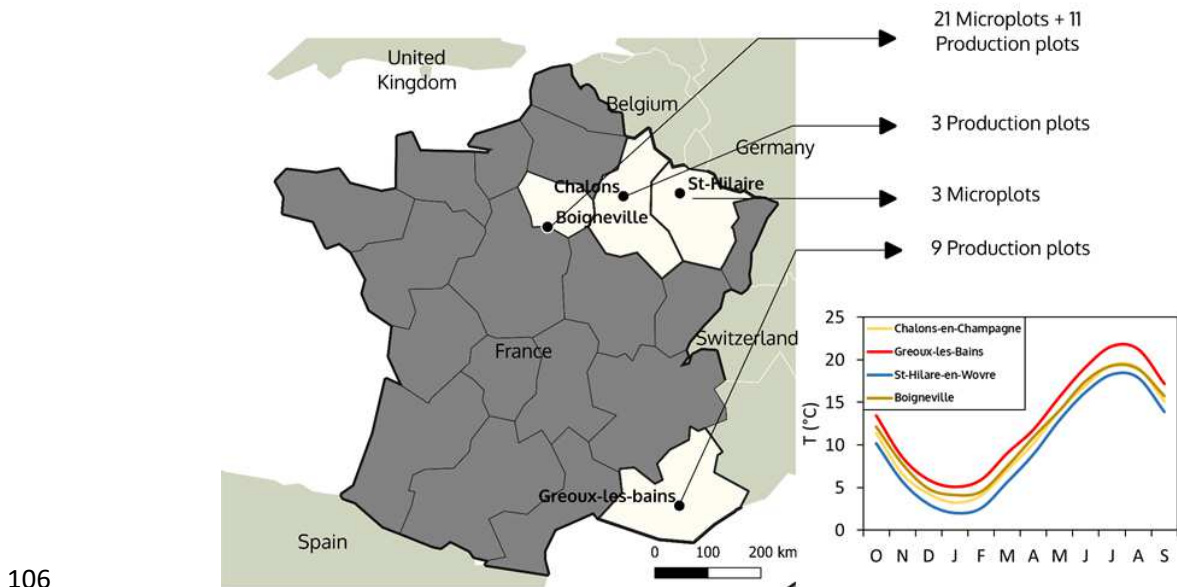 21 Microplots + 11
Production plots
United
Kingdom
Belgium
3 Production plots
Germany
Chalons
St-Hilaire
3 Microplots
Boigneville
9 Production plots
Switzerland
France
Greoux-les-bains
Spain
0 100 200 km
T (°C)
25
20
15
10
5
0
Chalons-en-Champagne
Greoux-les-Bains
St-Hilare-en-Wovre
Boigneville
O N D J F M A M J J A S
106